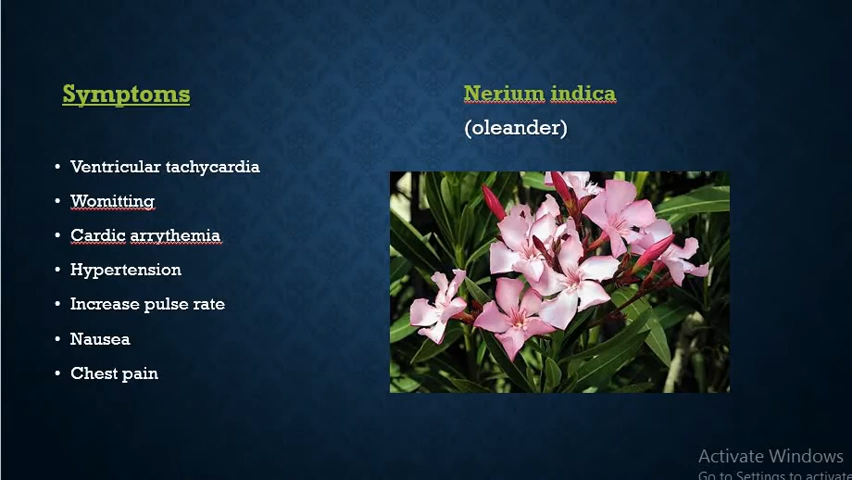 Symptoms
• Ventricular tachycardia
• Womitting
• Cardic arrythemia
• Hypertension
• Increase pulse rate
• Nausea
• Chest pain
Nerium indica
(oleander)
Activate Windows
Go to Settings to activate